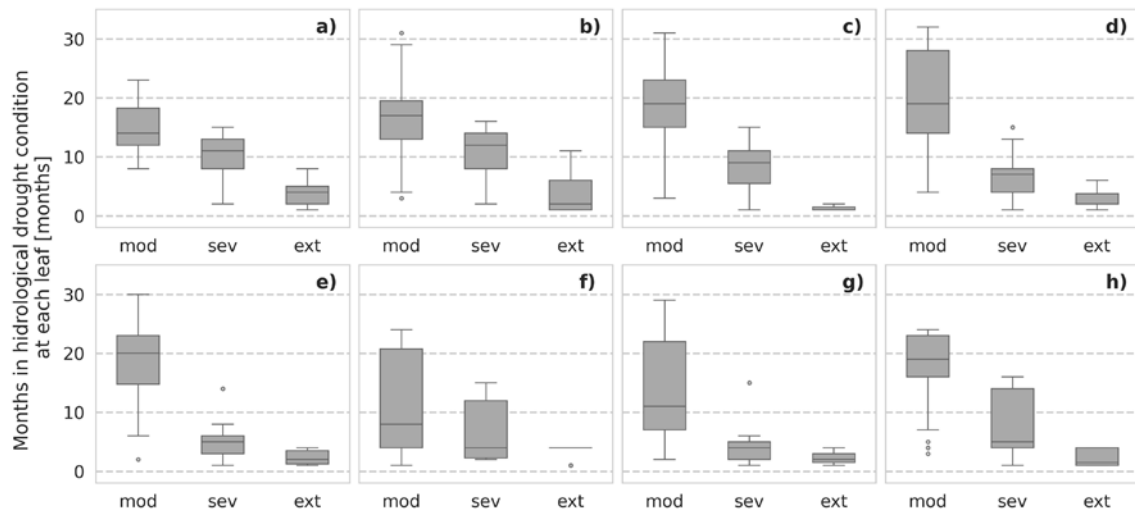 Months in hidrological drought condition
at each leaf [months]
a) b) c) d)
30
20
10
0
mod sev ext mod sev ext mod sev ext mod sev ext
e) f) g) h)
30
20
10
0
mod sev ext mod sev ext mod sev ext mod sev ext